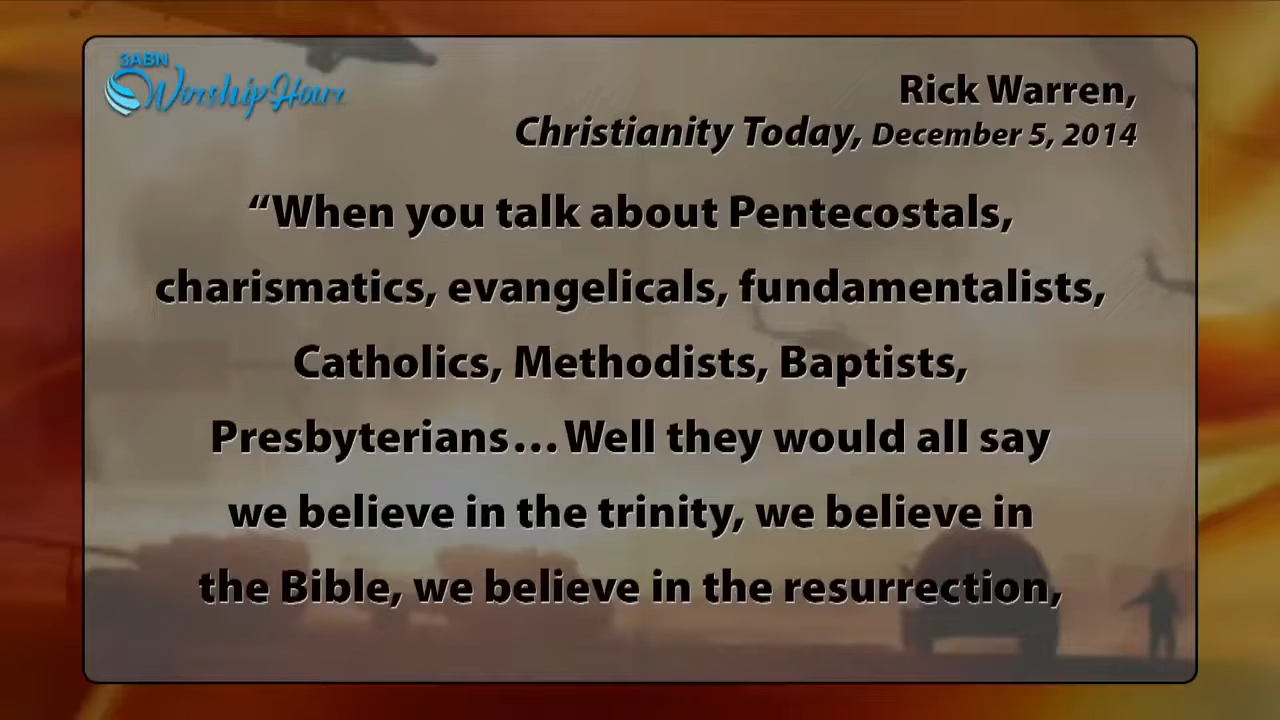 3ABN
Worship Hour
Rick Warren,
Christianity Today, December 5, 2014
“When you talk about Pentecostals,
charismatics, evangelicals, fundamentalists,
Catholics, Methodists, Baptists,
Presbyterians...Well they would all say
we believe in the trinity, we believe in
the Bible, we believe in the resurrection,